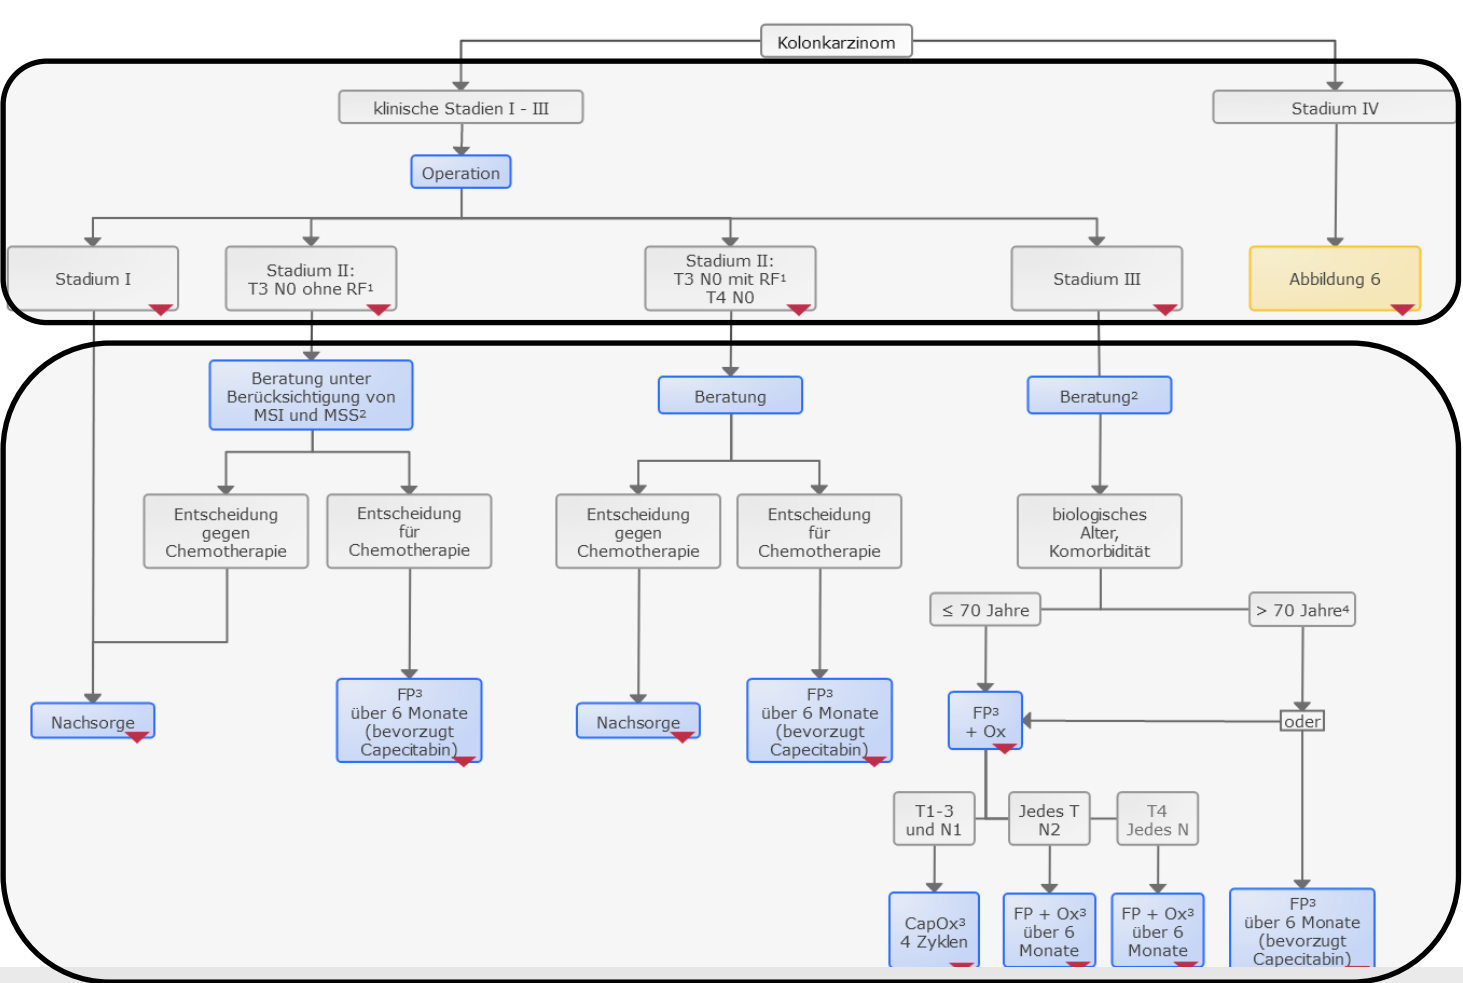 Kolonkarzinom
klinische Stadien I - III
Stadium IV
Operation
Stadium I
Stadium II:
T3 N0 ohne RF¹
Stadium II:
T3 N0 mit RF¹
T4 N0
Stadium III
Abbildung 6
Beratung unter
Berücksichtigung von
MSI und MSS²
Beratung
Beratung²
Entscheidung
gegen
Chemotherapie
Entscheidung
für
Chemotherapie
Entscheidung
gegen
Chemotherapie
Entscheidung
für
Chemotherapie
biologisches
Alter,
Komorbidität
≤ 70 Jahre
> 70 Jahre⁴
Nachsorge
FP³
über 6 Monate
(bevorzugt
Capecitabin)
Nachsorge
FP³
über 6 Monate
(bevorzugt
Capecitabin)
FP³
+ Ox
oder
T1-3
und N1
Jedes T
N2
T4
Jedes N
CapOx³
4 Zyklen
FP + Ox³
über 6
Monate
FP + Ox³
über 6
Monate
FP³
über 6 Monate
(bevorzugt
Capecitabin)